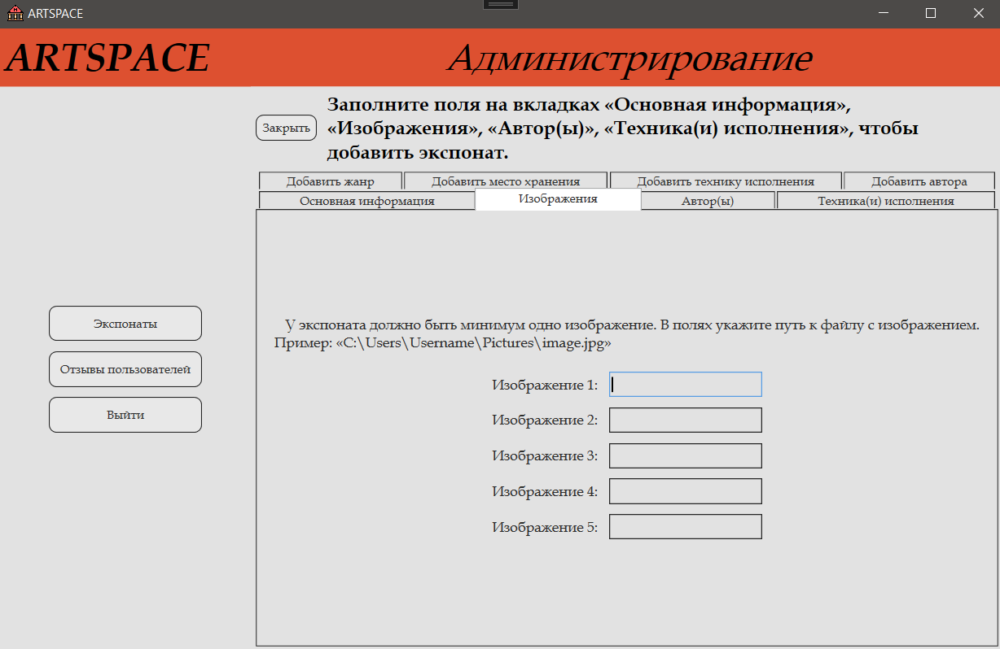 ARTSPACE
ARTSPACE
Администрирование
Закрыть
Заполните поля на вкладках «Основная информация»,
«Изображения», «Автор(ы)», «Техника(и) исполнения», чтобы
добавить экспонат.
Добавить жанр
Добавить место хранения
Добавить технику исполнения
Добавить автора
Основная информация
Изображения
Автор(ы)
Техника(и) исполнения
Экспонаты
Отзывы пользователей
Выйти
У экспоната должно быть минимум одно изображение. В полях укажите путь к файлу с изображением.
Пример: «C:\Users\Username\Pictures\image.jpg»
Изображение 1:
Изображение 2:
Изображение 3:
Изображение 4:
Изображение 5: